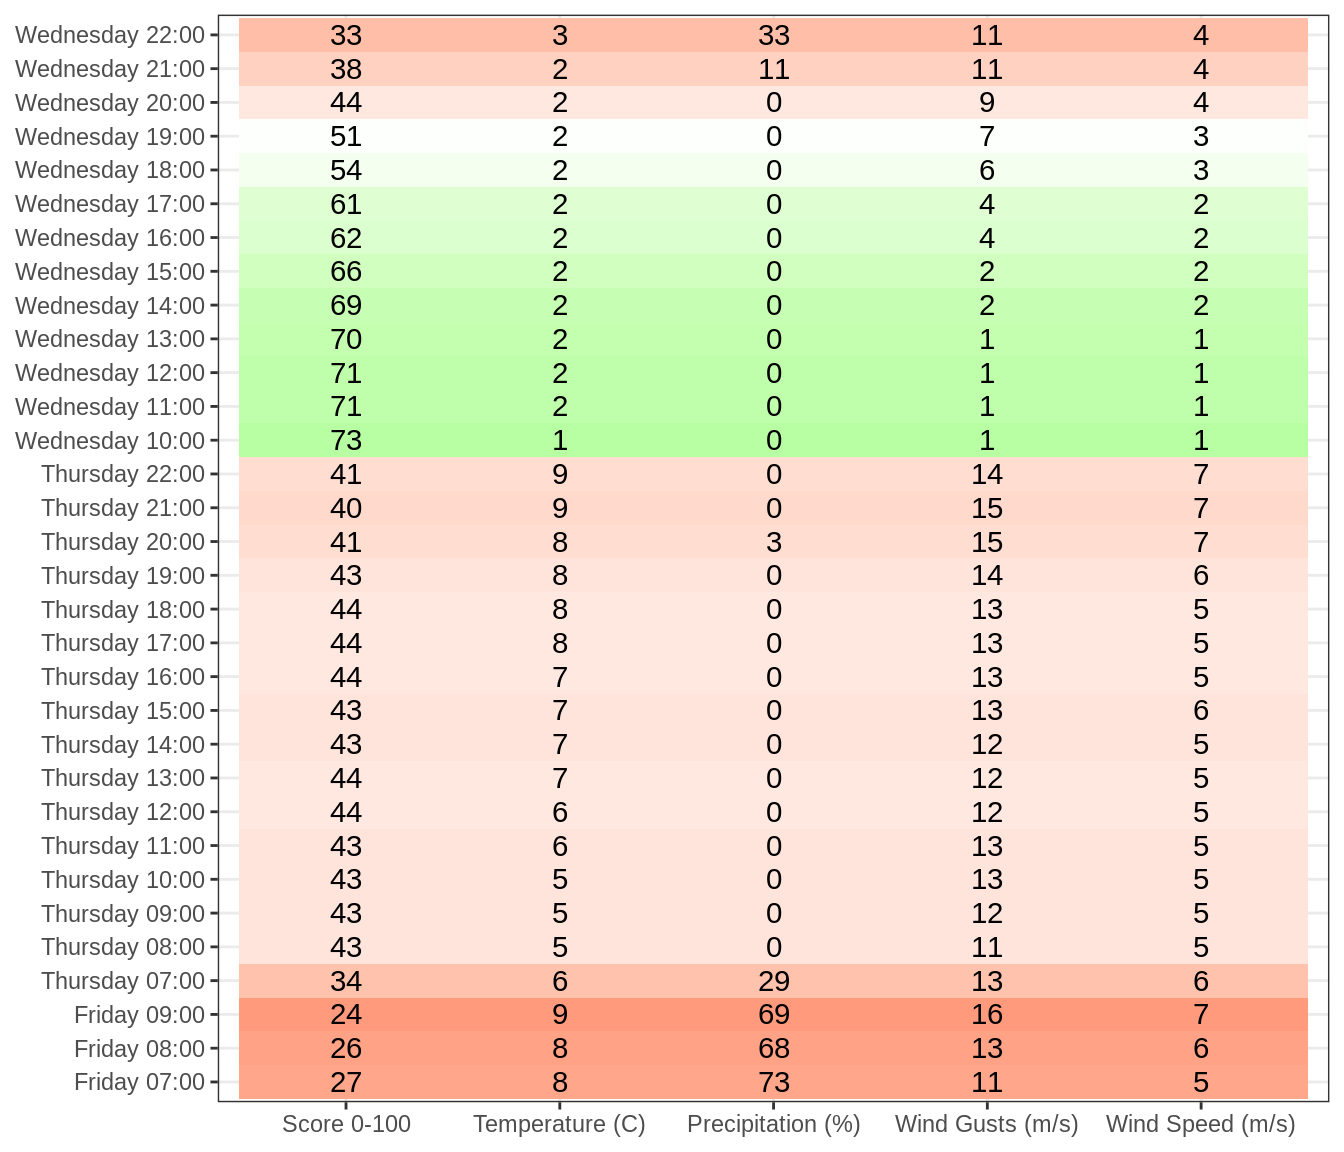 Wednesday 22:00 33 3 33 11 4
Wednesday 21:00 38 2 11 11 4
Wednesday 20:00 44 2 0 9 4
Wednesday 19:00 51 2 0 7 3
Wednesday 18:00 54 2 0 6 3
Wednesday 17:00 61 2 0 4 2
Wednesday 16:00 62 2 0 4 2
Wednesday 15:00 66 2 0 2 2
Wednesday 14:00 69 2 0 2 2
Wednesday 13:00 70 2 0 1 1
Wednesday 12:00 71 2 0 1 1
Wednesday 11:00 71 2 0 1 1
Wednesday 10:00 73 1 0 1 1
Thursday 22:00 41 9 0 14 7
Thursday 21:00 40 9 0 15 7
Thursday 20:00 41 8 3 15 7
Thursday 19:00 43 8 0 14 6
Thursday 18:00 44 8 0 13 5
Thursday 17:00 44 8 0 13 5
Thursday 16:00 44 7 0 13 5
Thursday 15:00 43 7 0 13 6
Thursday 14:00 43 7 0 12 5
Thursday 13:00 44 7 0 12 5
Thursday 12:00 44 6 0 12 5
Thursday 11:00 43 6 0 13 5
Thursday 10:00 43 5 0 13 5
Thursday 09:00 43 5 0 12 5
Thursday 08:00 43 5 0 11 5
Thursday 07:00 34 6 29 13 6
Friday 09:00 24 9 69 16 7
Friday 08:00 26 8 68 13 6
Friday 07:00 27 8 73 11 5
Score 0-100 Temperature (C) Precipitation (%) Wind Gusts (m/s) Wind Speed (m/s)